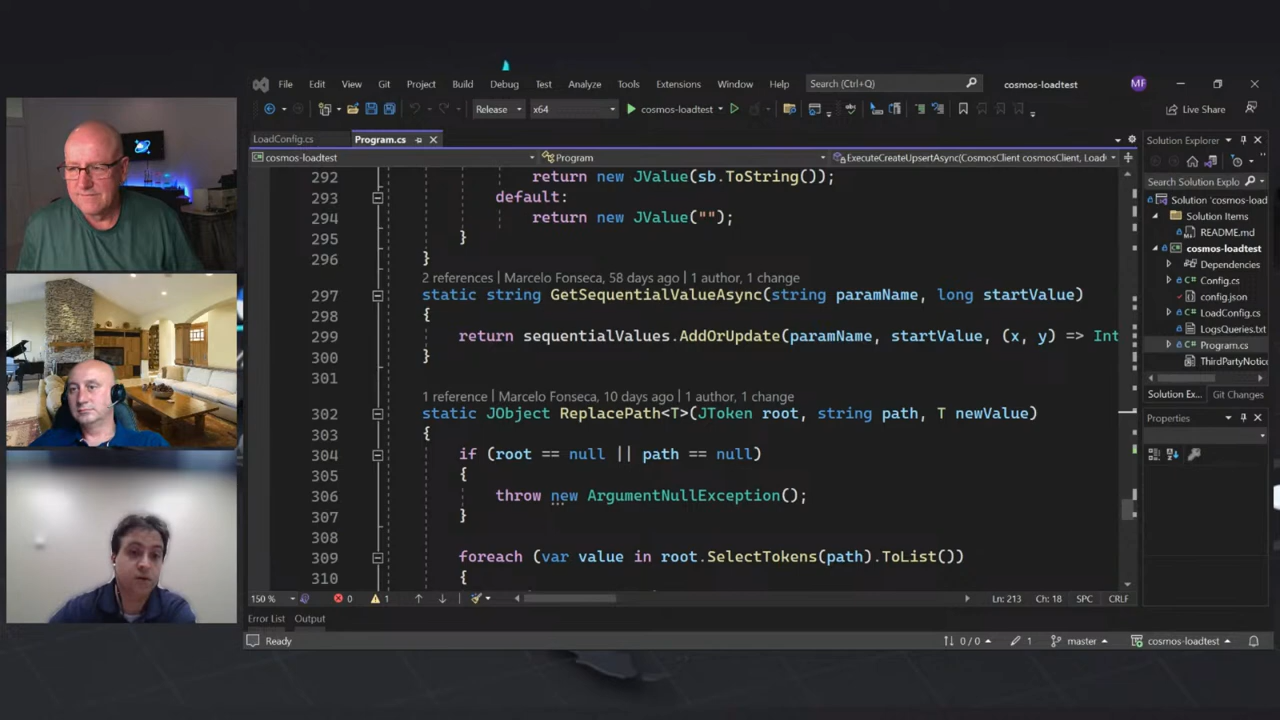 File Edit View Git Project Build Debug Test Analyze Tools Extensions Window Help Search (Ctrl+Q) cosmos-loadtest MF
Release x64 cosmos-loadtest Live Share
LoadConfig.cs Program.cs
cosmos-loadtest Program ExecuteCreateUpsertAsync(CosmosClient cosmosClient, Load
292 return new JValue(sb.ToString());
293 default:
294 return new JValue("");
295 }
296 }
2 references | Marcelo Fonseca, 58 days ago | 1 author, 1 change
297 static string GetSequentialValueAsync(string paramName, long startValue)
298 {
299 return sequentialValues.AddOrUpdate(paramName, startValue, (x, y) => Int
300 }
301
1 reference | Marcelo Fonseca, 10 days ago | 1 author, 1 change
302 static JObject ReplacePath<T>(JToken root, string path, T newValue)
303 {
304 if (root == null || path == null)
305 {
306 throw new ArgumentNullException();
307 }
308
309 foreach (var value in root.SelectTokens(path).ToList())
310 {
150 % 0 1 Ln: 213 Ch: 18 SPC CRLF
Error List Output
Ready 0 / 0 1 master cosmos-loadtest
Solution Explorer
Search Solution Explo
Solution 'cosmos-load
Solution Items
README.md
cosmos-loadtest
Dependencies
Config.cs
config.json
LoadConfig.cs
LogsQueries.txt
Program.cs
ThirdPartyNotic
Solution Ex... Git Changes
Properties